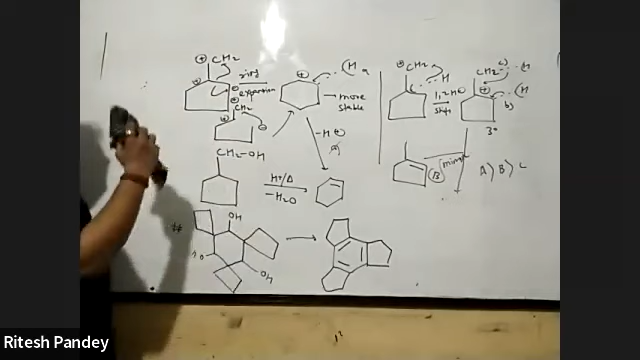 ⊕ CH₂
ring
expansion
⊕
(H a
→ more
stable
⊕
CH₂
⊕
⊖
-H⊕
a)
CH₂-OH
H⁺/Δ
-H₂O
⊕ CH₂
H
1,2 H⊖
shift
CH₃ c)
(H
⊕
(H
b)
3°
(B)
(minor
A > B > C
#
OH
OH
Ritesh Pandey